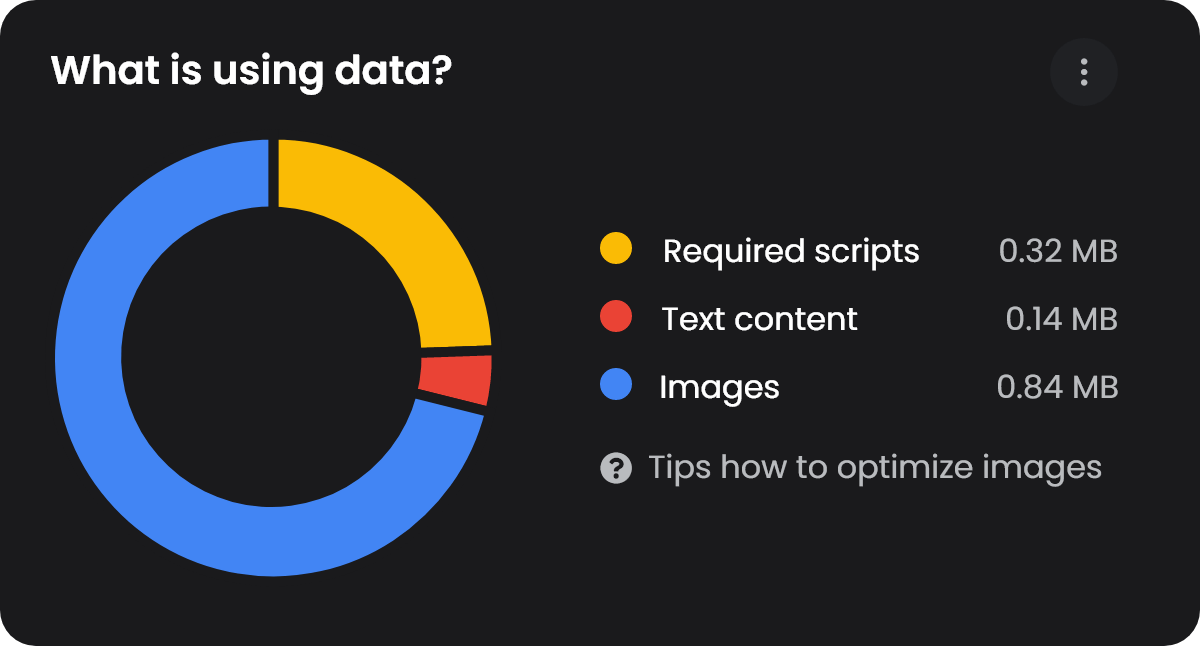 What is using data?
Required scripts 0.32 MB
Text content 0.14 MB
Images 0.84 MB
? Tips how to optimize images